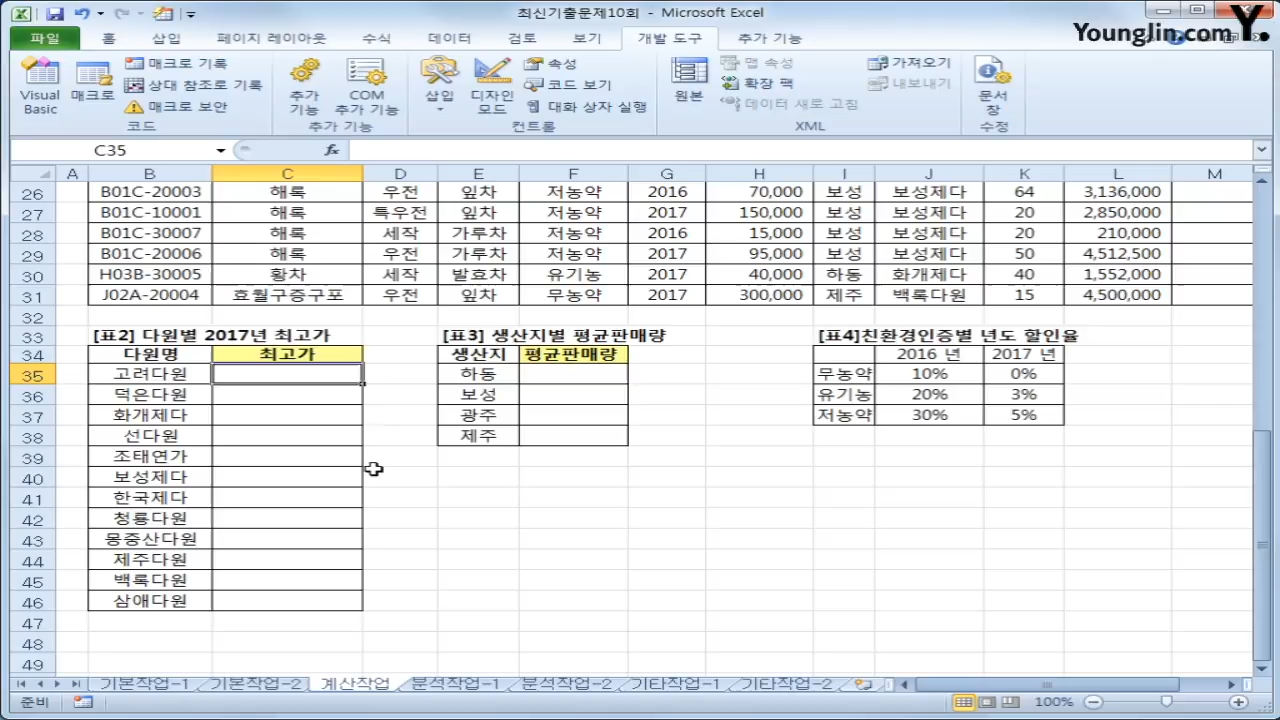 최신기출문제10회 - Microsoft Excel
YoungJin.com Y.
파일 홈 삽입 페이지 레이아웃 수식 데이터 검토 보기 개발 도구 추가 기능
Visual Basic
매크로
매크로 기록
상대 참조로 기록
매크로 보안
코드
추가 기능
COM 추가 기능
추가 기능
삽입
디자인 모드
속성
코드 보기
대화 상자 실행
컨트롤
원본
맵 속성
확장 팩
데이터 새로 고침
가져오기
내보내기
XML
문서 창
수정
C35 fx
A B C D E F G H I J K L M
26 B01C-20003 해록 우전 잎차 저농약 2016 70,000 보성 보성제다 64 3,136,000
27 B01C-10001 해록 특우전 잎차 저농약 2017 150,000 보성 보성제다 20 2,850,000
28 B01C-30007 해록 세작 가루차 저농약 2016 15,000 보성 보성제다 20 210,000
29 B01C-20006 해록 우전 가루차 저농약 2017 95,000 보성 보성제다 50 4,512,500
30 H03B-30005 황차 세작 발효차 유기농 2017 40,000 하동 화개제다 40 1,552,000
31 J02A-20004 효월구증구포 우전 잎차 무농약 2017 300,000 제주 백록다원 15 4,500,000
32
33 [표2] 다원별 2017년 최고가 [표3] 생산지별 평균판매량 [표4]친환경인증별 년도 할인율
34 다원명 최고가 생산지 평균판매량 2016 년 2017 년
35 고려다원 하동 무농약 10% 0%
36 덕은다원 보성 유기농 20% 3%
37 화개제다 광주 저농약 30% 5%
38 선다원 제주
39 조태연가
40 보성제다
41 한국제다
42 청룡다원
43 몽중산다원
44 제주다원
45 백록다원
46 삼애다원
47
48
49
기본작업-1 기본작업-2 계산작업 분석작업-1 분석작업-2 기타작업-1 기타작업-2
준비 100%